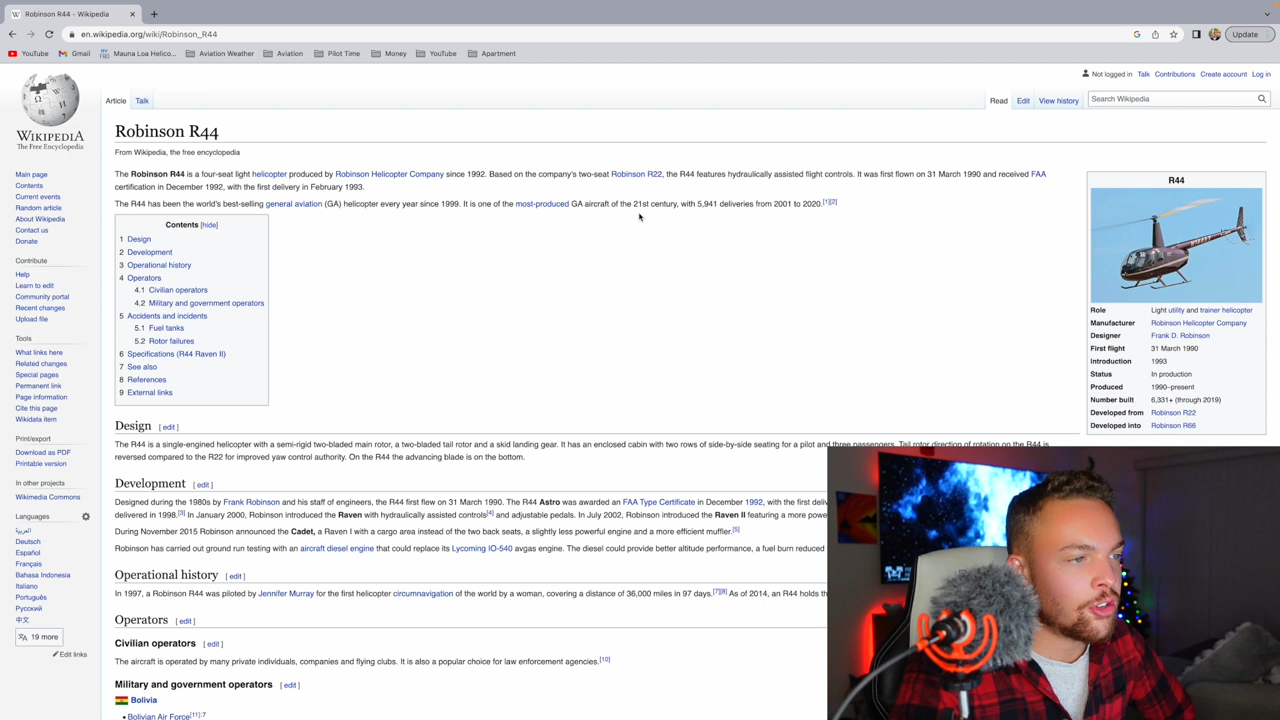 Robinson R44 - Wikipedia
en.wikipedia.org/wiki/Robinson_R44
Update
YouTube
Gmail
Mauna Loa Helico...
Aviation Weather
Aviation
Pilot Time
Money
YouTube
Apartment
Not logged in Talk Contributions Create account Log in
WIKIPEDIA
The Free Encyclopedia
Article
Talk
Read
Edit
View history
Search Wikipedia
Main page
Contents
Current events
Random article
About Wikipedia
Contact us
Donate
Contribute
Help
Learn to edit
Community portal
Recent changes
Upload file
Tools
What links here
Related changes
Special pages
Permanent link
Page information
Cite this page
Wikidata item
Print/export
Download as PDF
Printable version
In other projects
Wikimedia Commons
Languages
العربية
Deutsch
Español
Français
Bahasa Indonesia
Italiano
Português
Русский
中文
19 more
Edit links
Robinson R44
From Wikipedia, the free encyclopedia
The Robinson R44 is a four-seat light helicopter produced by Robinson Helicopter Company since 1992. Based on the company's two-seat Robinson R22, the R44 features hydraulically assisted flight controls. It was first flown on 31 March 1990 and received FAA
certification in December 1992, with the first delivery in February 1993.
The R44 has been the world's best-selling general aviation (GA) helicopter every year since 1999. It is one of the most-produced GA aircraft of the 21st century, with 5,941 deliveries from 2001 to 2020.[1][2]
Contents [hide]
1 Design
2 Development
3 Operational history
4 Operators
4.1 Civilian operators
4.2 Military and government operators
5 Accidents and incidents
5.1 Fuel tanks
5.2 Rotor failures
6 Specifications (R44 Raven II)
7 See also
8 References
9 External links
R44
Role Light utility and trainer helicopter
Manufacturer Robinson Helicopter Company
Designer Frank D. Robinson
First flight 31 March 1990
Introduction 1993
Status In production
Produced 1990–present
Number built 6,331+ (through 2019)
Developed from Robinson R22
Developed into Robinson R66
Design [ edit ]
The R44 is a single-engined helicopter with a semi-rigid two-bladed main rotor, a two-bladed tail rotor and a skid landing gear. It has an enclosed cabin with two rows of side-by-side seating for a pilot and three passengers. Tail rotor direction of rotation on the R44 is
reversed compared to the R22 for improved yaw control authority. On the R44 the advancing blade is on the bottom.
Development [ edit ]
Designed during the 1980s by Frank Robinson and his staff of engineers, the R44 first flew on 31 March 1990. The R44 Astro was awarded an FAA Type Certificate in December 1992, with the first
delivered in 1998.[3] In January 2000, Robinson introduced the Raven with hydraulically assisted controls[4] and adjustable pedals. In July 2002, Robinson introduced the Raven II featuring a more
During November 2015 Robinson announced the Cadet, a Raven I with a cargo area instead of the two back seats, a slightly less powerful engine and a more efficient muffler.[5]
Robinson has carried out ground run testing with an aircraft diesel engine that could replace its Lycoming IO-540 avgas engine. The diesel could provide better altitude performance, a fuel burn reduced
Operational history [ edit ]
In 1997, a Robinson R44 was piloted by Jennifer Murray for the first helicopter circumnavigation of the world by a woman, covering a distance of 36,000 miles in 97 days.[7][8] As of 2014, an R44 holds
Operators [ edit ]
Civilian operators [ edit ]
The aircraft is operated by many private individuals, companies and flying clubs. It is also a popular choice for law enforcement agencies.[10]
Military and government operators [ edit ]
Bolivia
• Bolivian Air Force[11]:7